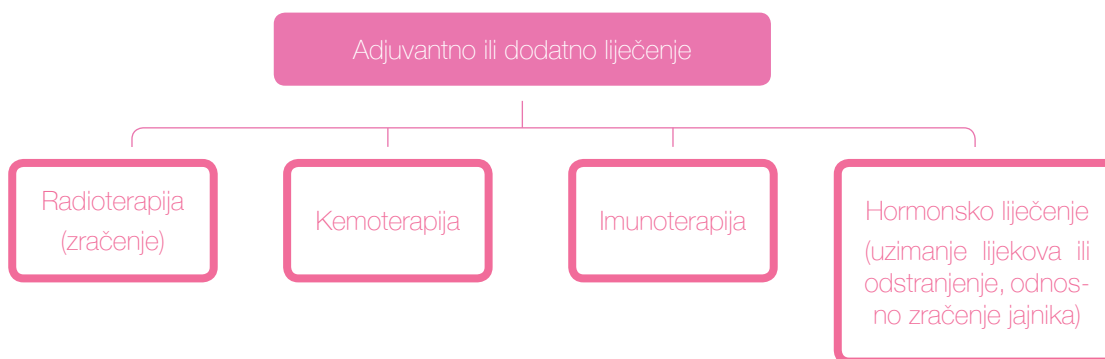 Adjuvantno ili dodatno liječenje
Radioterapija
(zračenje)
Kemoterapija
Imunoterapija
Hormonsko liječenje
(uzimanje lijekova ili
odstranjenje, odnos-
no zračenje jajnika)